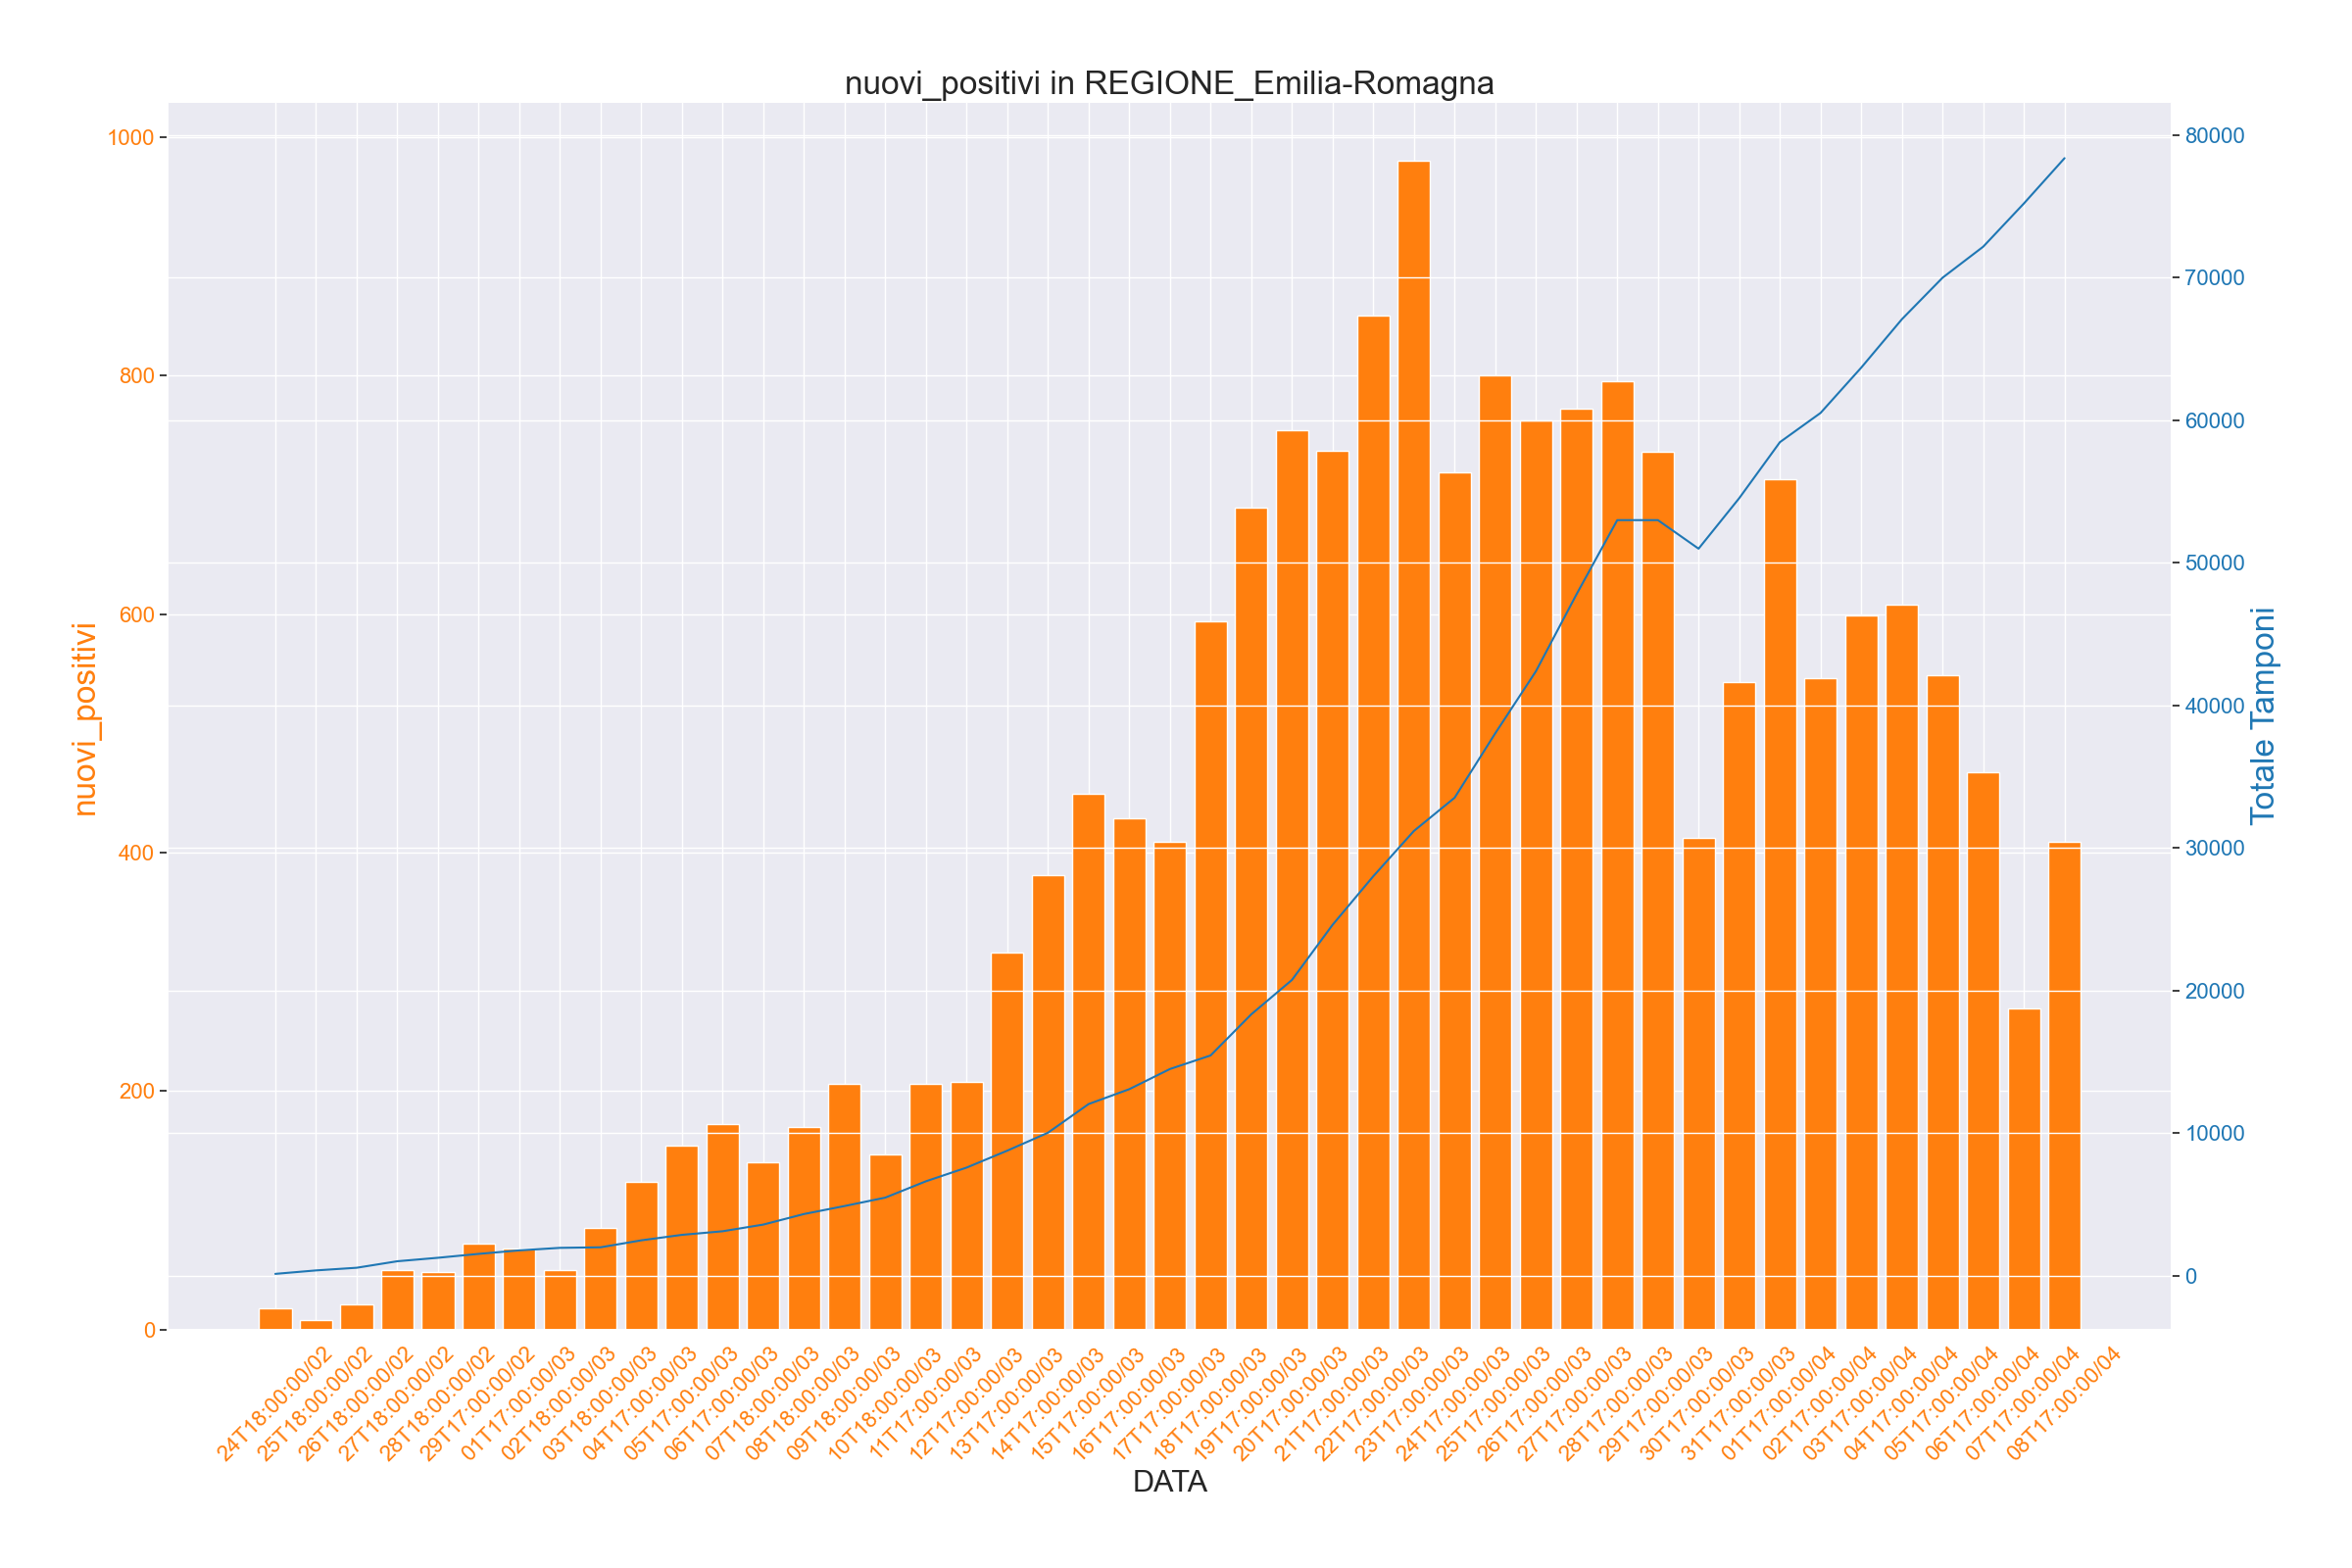 nuovi_positivi in REGIONE_Emilia-Romagna
1000
800
600
400
200
0
nuovi_positivi
80000
70000
60000
50000
40000
30000
20000
10000
0
Totale Tamponi
24T18:00:00/02
25T18:00:00/02
26T18:00:00/02
27T18:00:00/02
28T18:00:00/02
29T17:00:00/02
01T17:00:00/03
02T18:00:00/03
03T18:00:00/03
04T17:00:00/03
05T17:00:00/03
06T17:00:00/03
07T18:00:00/03
08T18:00:00/03
09T18:00:00/03
10T18:00:00/03
11T17:00:00/03
12T17:00:00/03
13T17:00:00/03
14T17:00:00/03
15T17:00:00/03
16T17:00:00/03
17T17:00:00/03
18T17:00:00/03
19T17:00:00/03
20T17:00:00/03
21T17:00:00/03
22T17:00:00/03
23T17:00:00/03
24T17:00:00/03
25T17:00:00/03
26T17:00:00/03
27T17:00:00/03
28T17:00:00/03
29T17:00:00/03
30T17:00:00/03
31T17:00:00/03
01T17:00:00/04
02T17:00:00/04
03T17:00:00/04
04T17:00:00/04
05T17:00:00/04
06T17:00:00/04
07T17:00:00/04
08T17:00:00/04
DATA